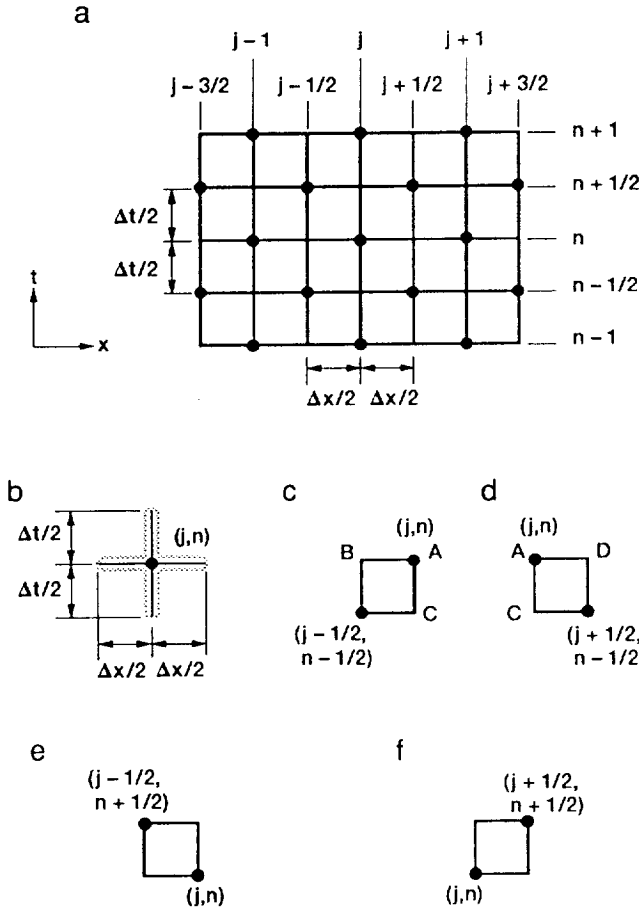 a
j – 1
j
j + 1
j – 3/2
j – 1/2
j + 1/2
j + 3/2
n + 1
n + 1/2
Δt/2
n
Δt/2
n – 1/2
t
x
n – 1
Δx/2
Δx/2
b
c
d
Δt/2
(j,n)
(j,n)
(j,n)
B
A
A
D
Δt/2
C
C
(j – 1/2,
n – 1/2)
(j + 1/2,
n – 1/2
Δx/2
Δx/2
e
f
(j – 1/2,
n + 1/2)
(j + 1/2,
n + 1/2)
(j,n)
(j,n)